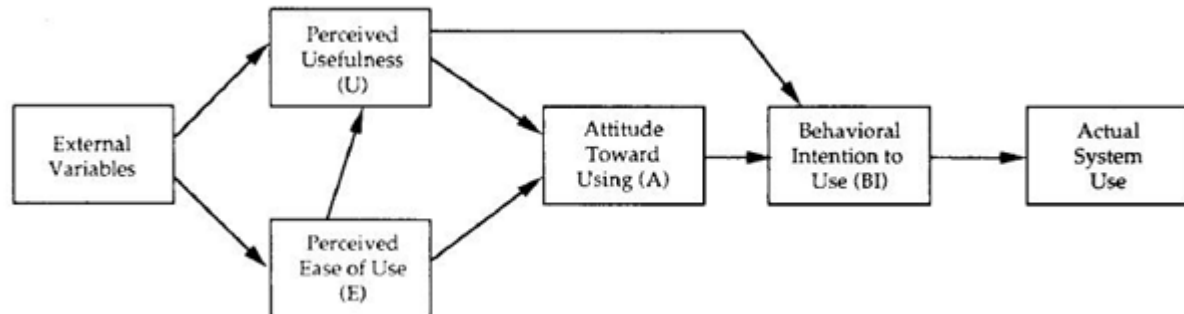 External
Variables
Perceived
Usefulness
(U)
Perceived
Ease of Use
(E)
Attitude
Toward
Using (A)
Behavioral
Intention to
Use (BI)
Actual
System
Use